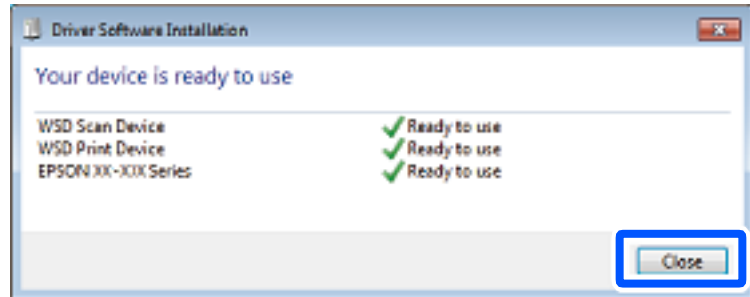 Driver Software Installation
Your device is ready to use
WSD Scan Device Ready to use
WSD Print Device Ready to use
EPSON XX-XXX Series Ready to use
Close